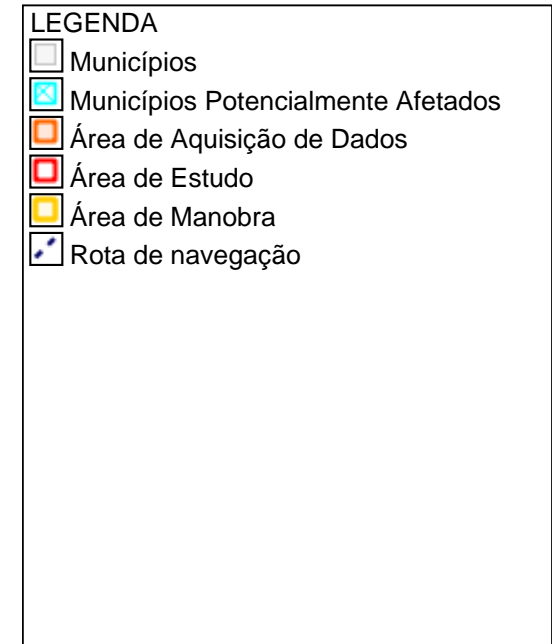 LEGENDA
Municípios
Municípios Potencialmente Afetados
Área de Aquisição de Dados
Área de Estudo
Área de Manobra
Rota de navegação